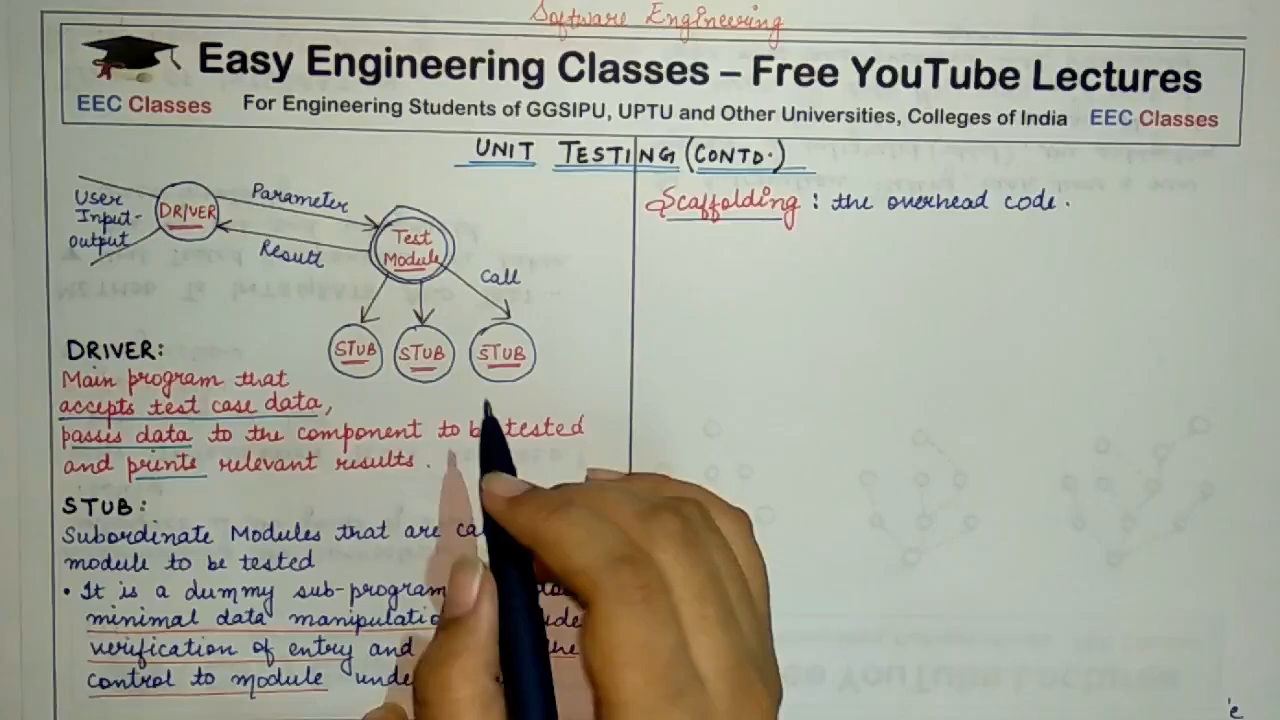 Software Engineering
Easy Engineering Classes – Free YouTube Lectures
EEC Classes For Engineering Students of GGSIPU, UPTU and Other Universities, Colleges of India EEC Classes
UNIT TESTING (CONTD.)
User
Input-
output
DRIVER
Parameter
Result
Test
Module
Call
STUB STUB STUB
DRIVER:
Main program that
accepts test case data,
passes data to the component to be tested
and prints relevant results.
STUB:
Subordinate Modules that are
module to be tested
• It is a dummy sub-program
minimal data
verification of entry and
control to module
Scaffolding : the overhead code.